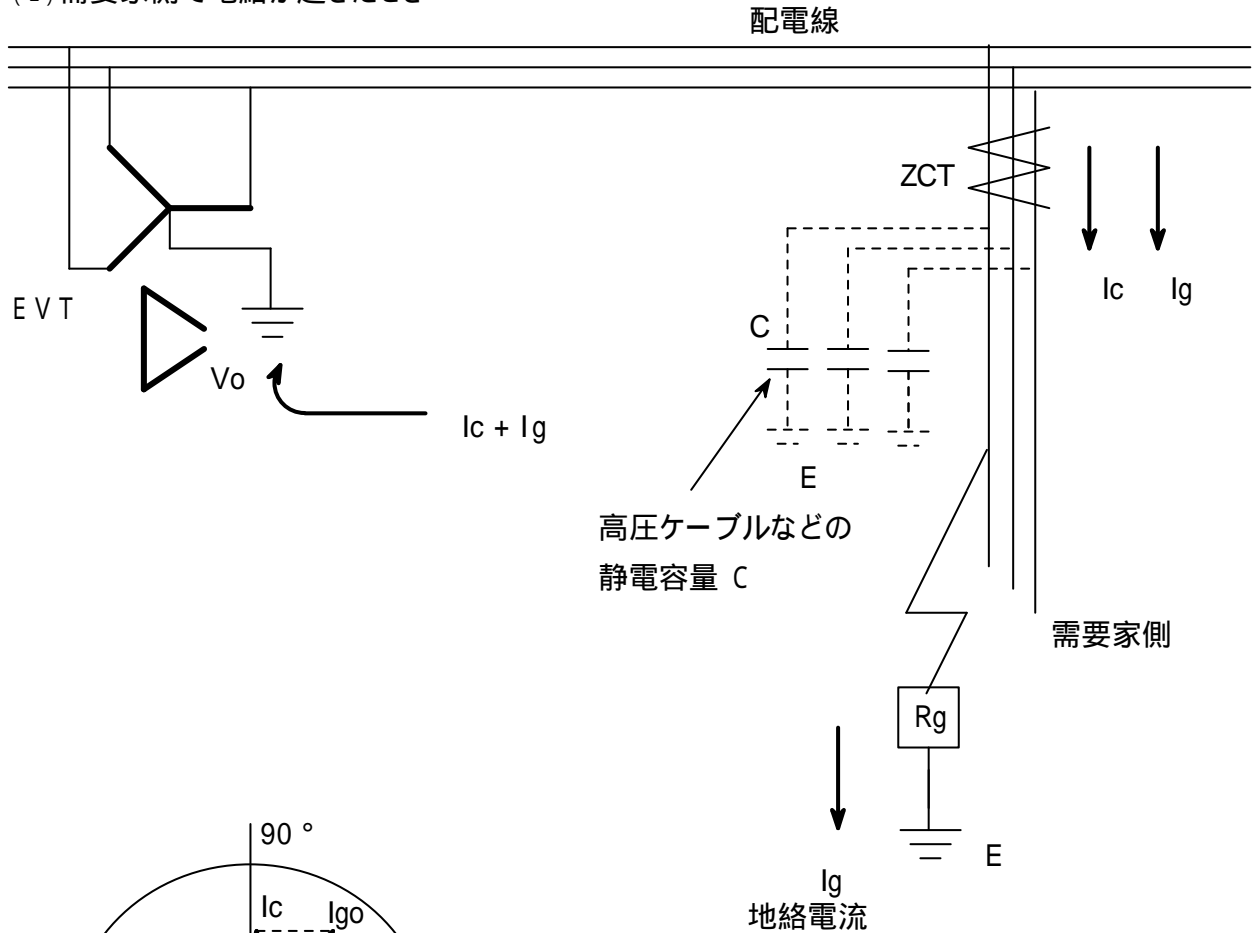 配電線
ZCT
Ic
Ig
EVT
C
Vo
Ic + Ig
E
高圧ケーブルなどの
静電容量 C
需要家側
Rg
90 °
E
Ic
Igo
Ig
地絡電流